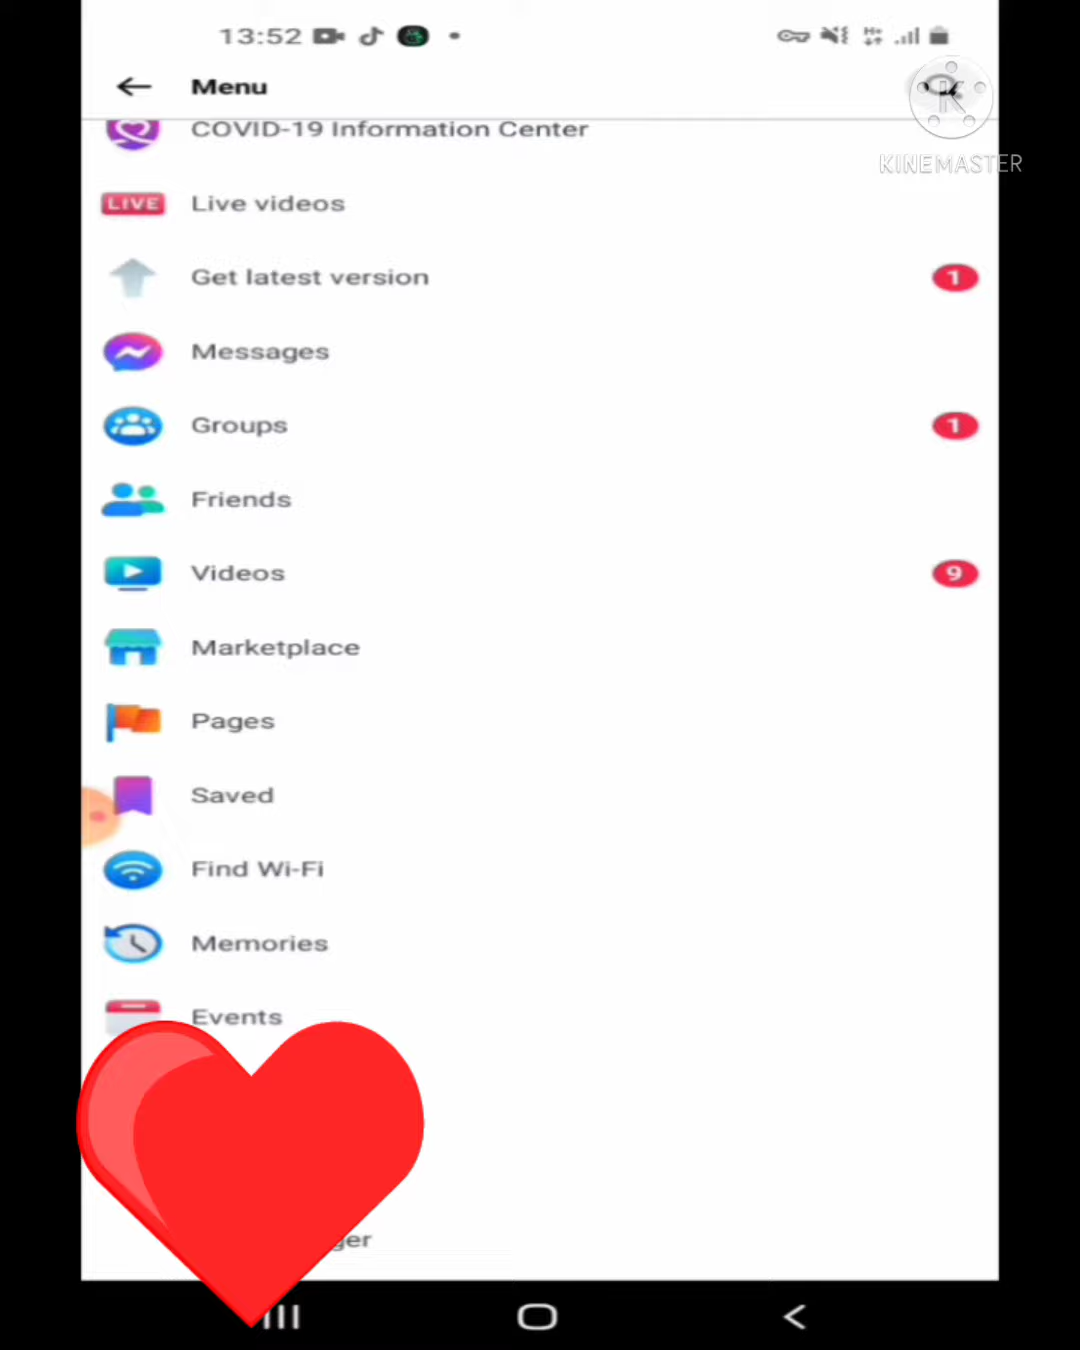 13:52
Menu
KINEMASTER
COVID-19 Information Center
LIVE Live videos
Get latest version 1
Messages
Groups 1
Friends
Videos 9
Marketplace
Pages
Saved
Find Wi-Fi
Memories
Events